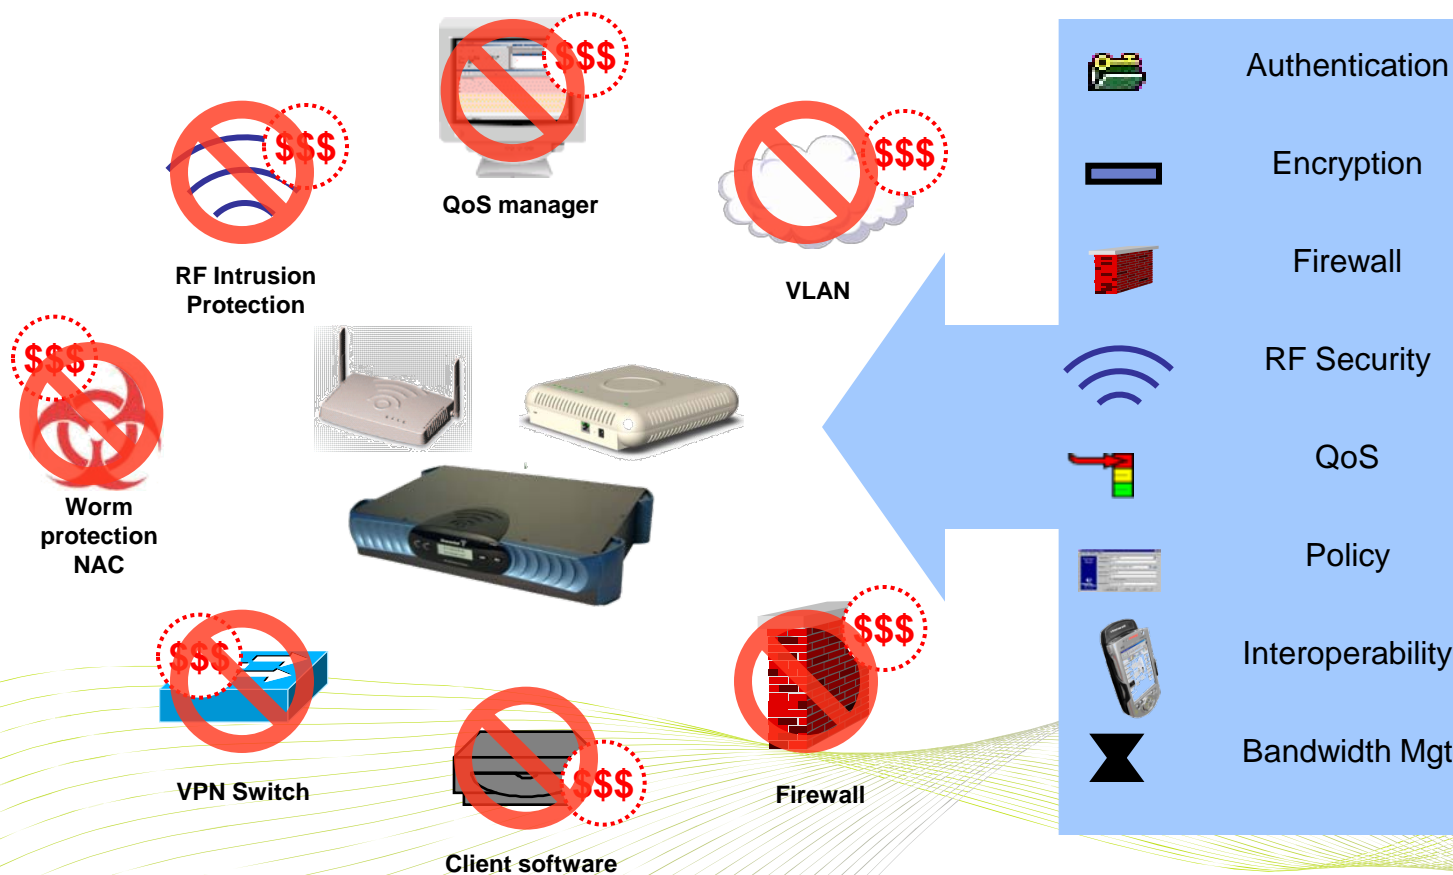 $$$
QoS manager
$$$
RF Intrusion
Protection
$$$
VLAN
$$$
Worm
protection
NAC
$$$
VPN Switch
$$$
Client software
$$$
Firewall
Authentication
Encryption
Firewall
RF Security
QoS
Policy
Interoperability
Bandwidth Mgt